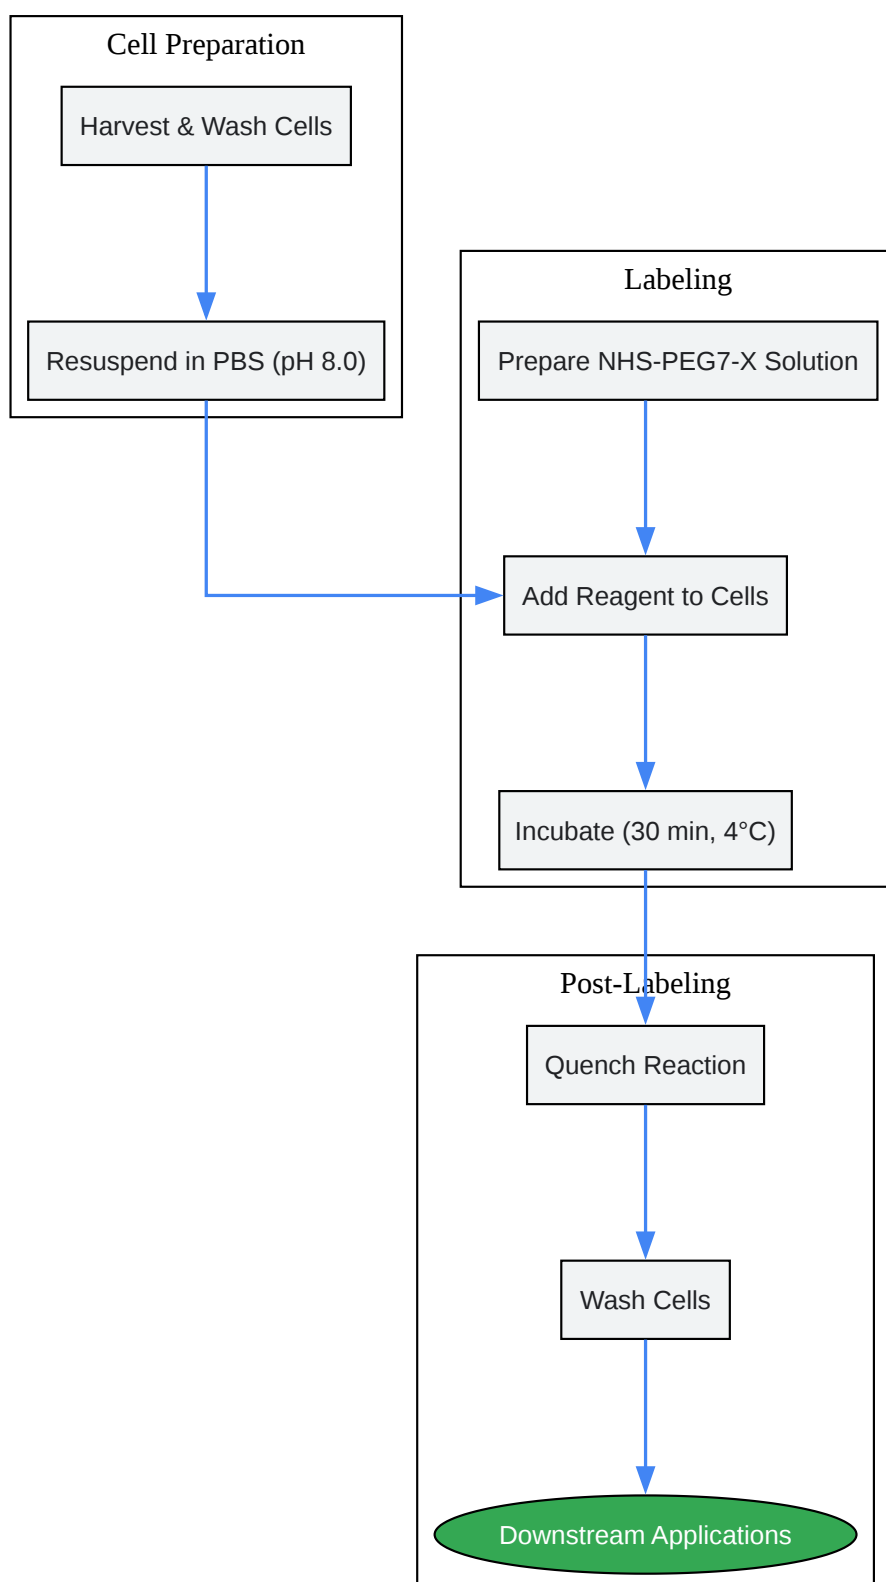 Cell Preparation
Harvest & Wash Cells
Resuspend in PBS (pH 8.0)
Labeling
Prepare NHS-PEG7-X Solution
Add Reagent to Cells
Incubate (30 min, 4°C)
Post-Labeling
Quench Reaction
Wash Cells
Downstream Applications